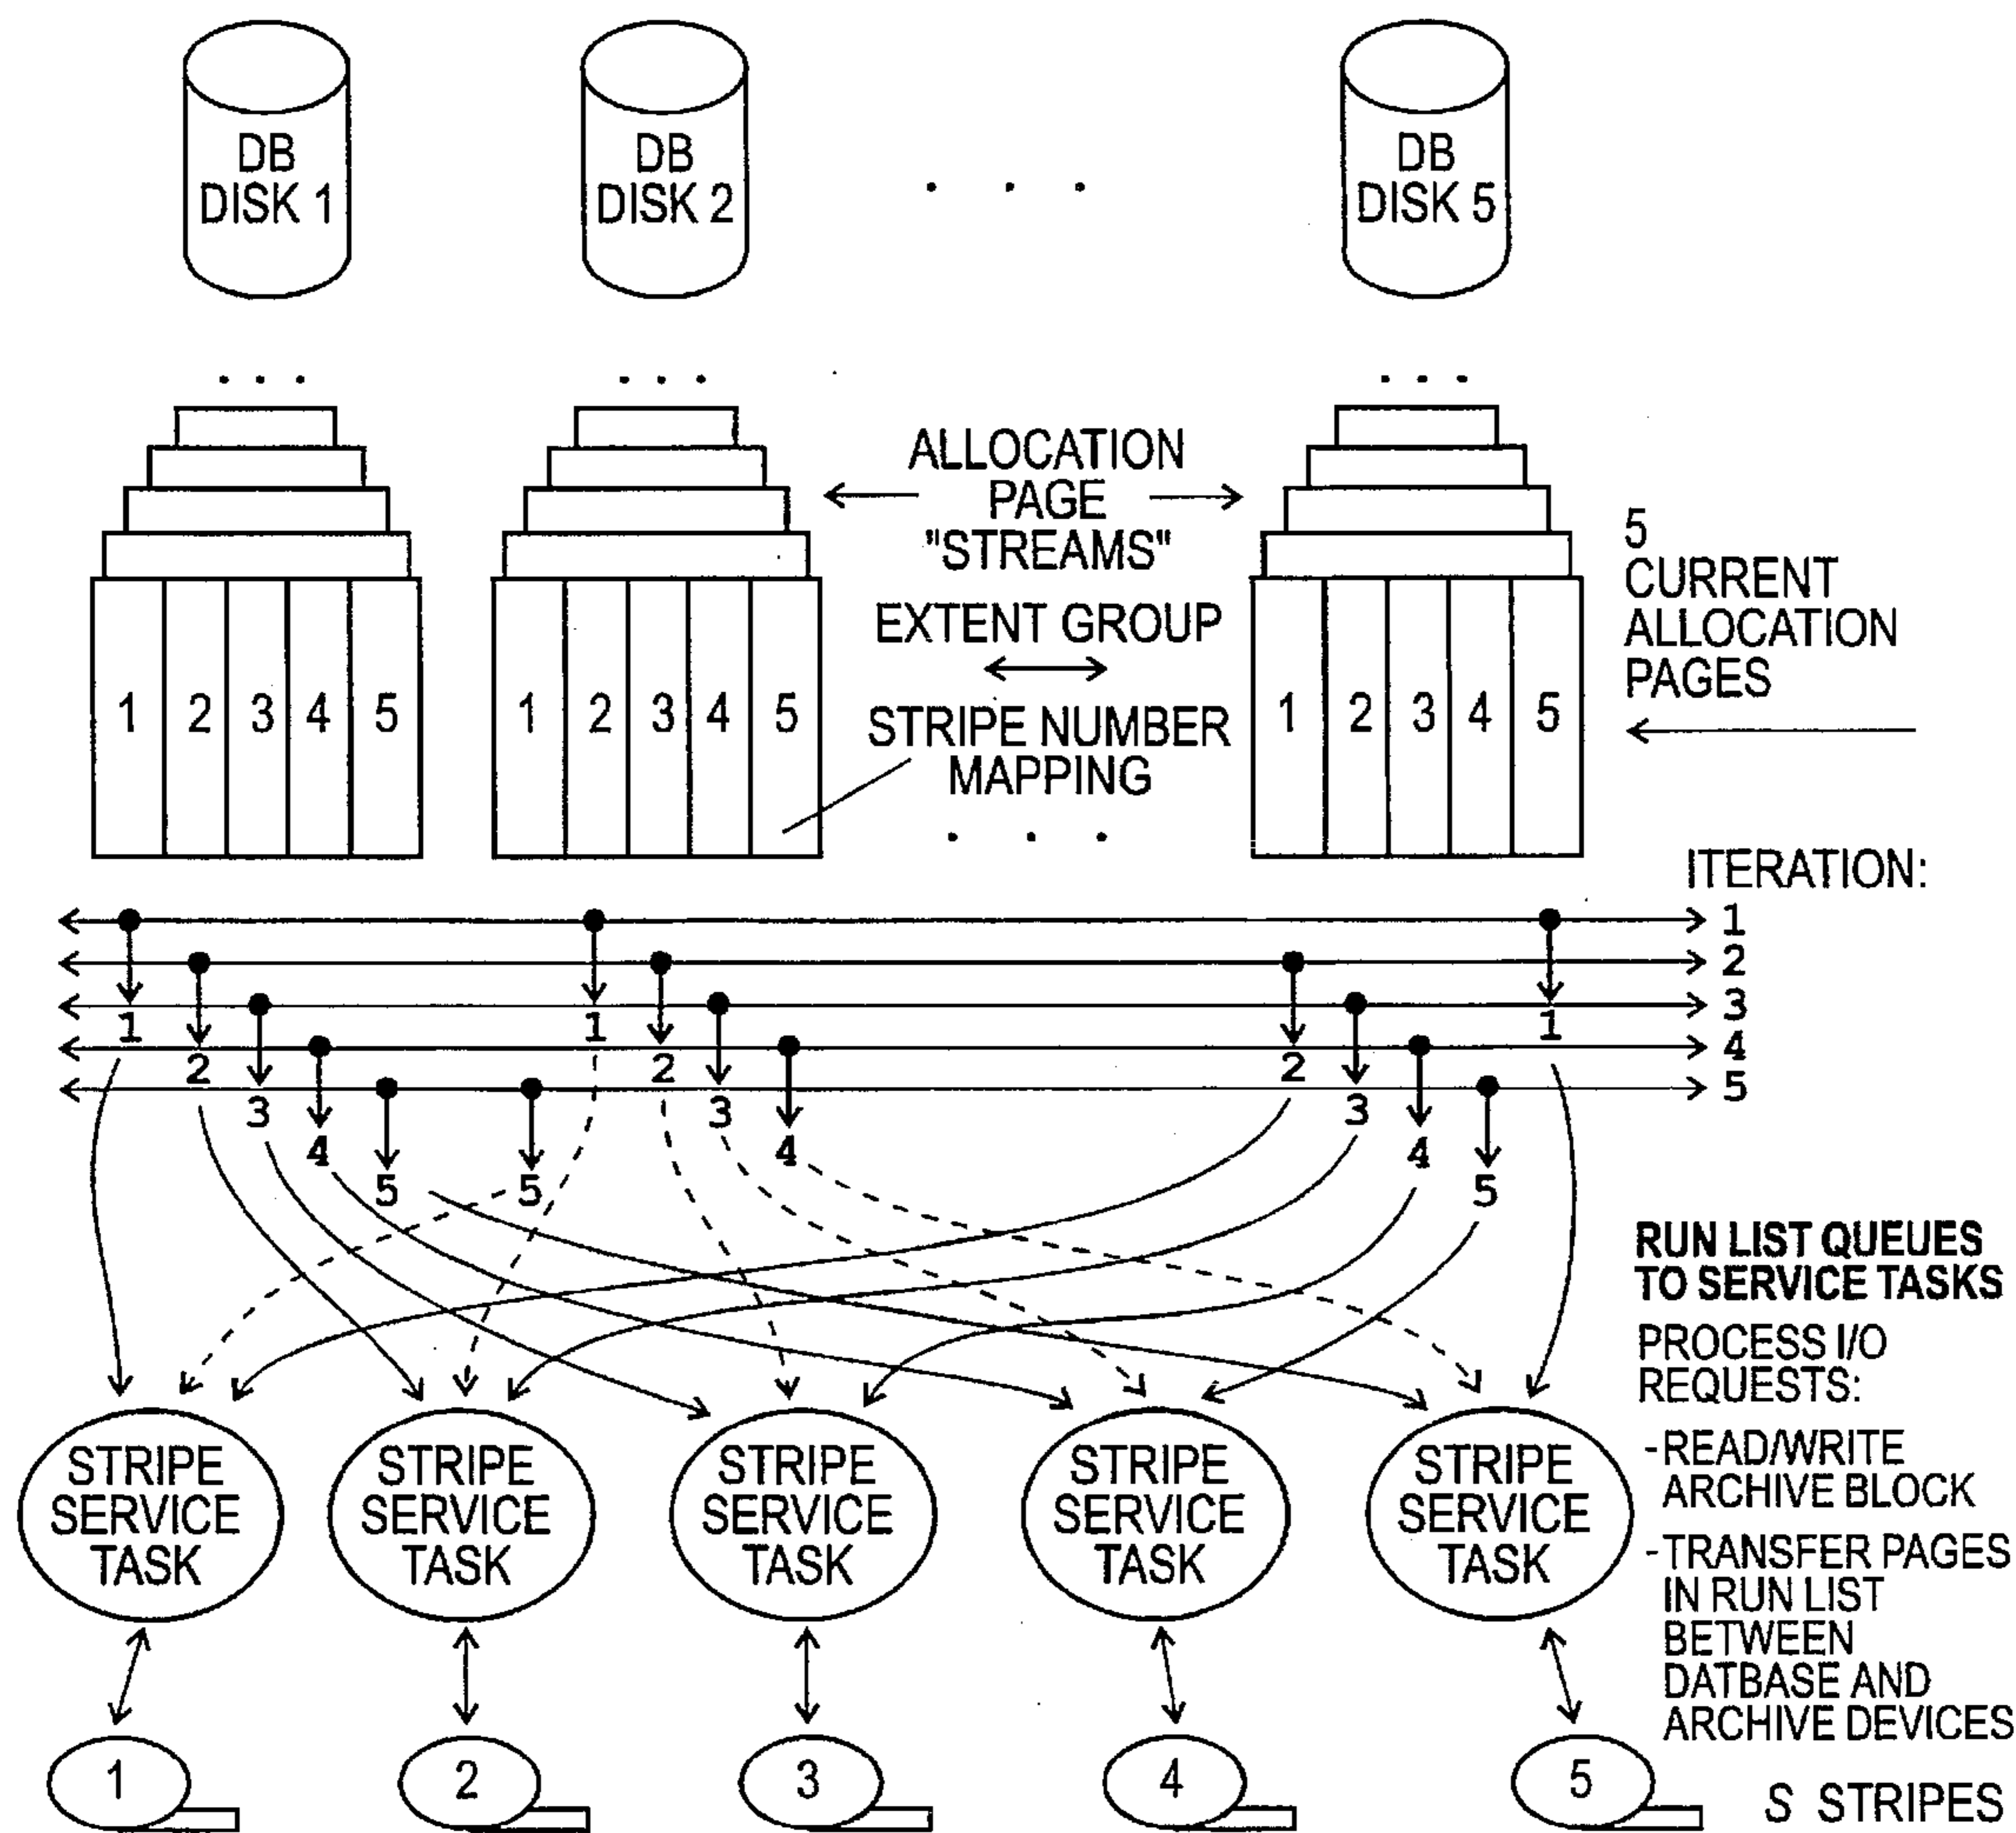 DB
DISK 1
DB
DISK 2
. . .
DB
DISK 5
. . .
. . .
. . .
ALLOCATION
PAGE
"STREAMS"
5
CURRENT
ALLOCATION
PAGES
EXTENT GROUP
STRIPE NUMBER
MAPPING
. . .
1 2 3 4 5
1 2 3 4 5
1 2 3 4 5
ITERATION:
1
2
3
4
5
1 1 1
2 2 2
3 3 3
4 4 4
5 5 5
RUN LIST QUEUES
TO SERVICE TASKS
PROCESS I/O
REQUESTS:
-READ/WRITE
ARCHIVE BLOCK
-TRANSFER PAGES
IN RUN LIST
BETWEEN
DATBASE AND
ARCHIVE DEVICES
STRIPE
SERVICE
TASK
STRIPE
SERVICE
TASK
STRIPE
SERVICE
TASK
STRIPE
SERVICE
TASK
STRIPE
SERVICE
TASK
1 2 3 4 5
S STRIPES